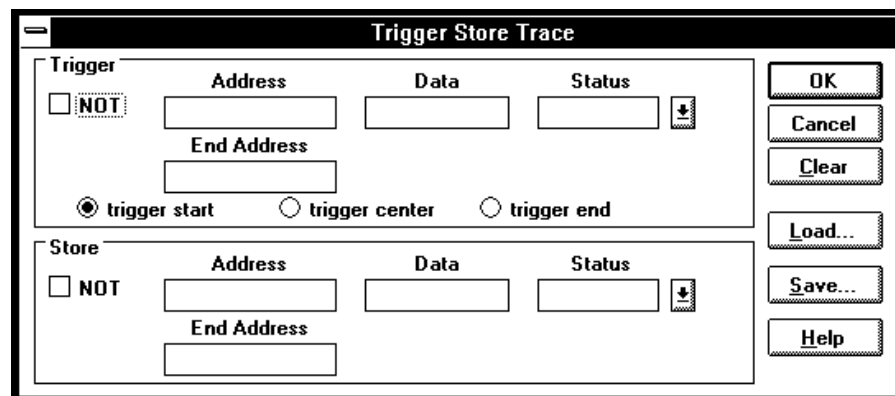 Trigger Store Trace
Trigger
Address Data Status
NOT
End Address
trigger start trigger center trigger end
Store
Address Data Status
NOT
End Address
OK
Cancel
Clear
Load...
Save...
Help